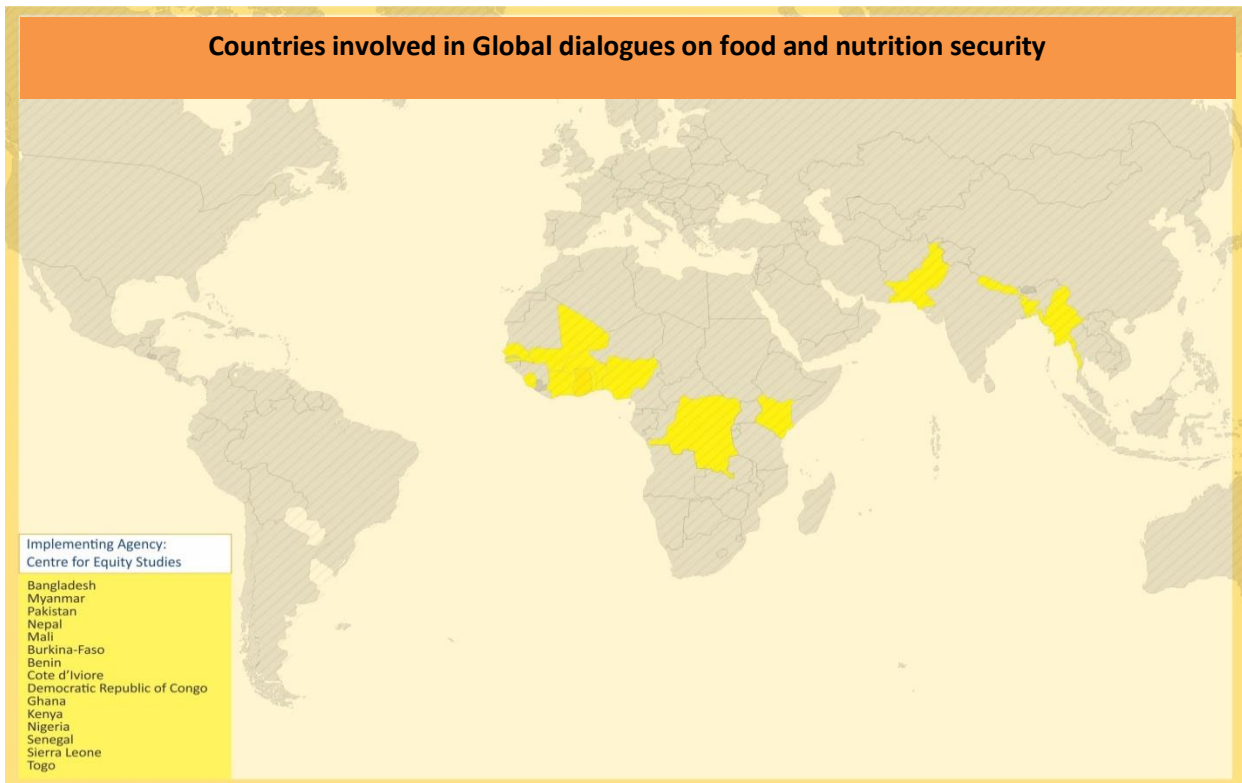 Countries involved in Global dialogues on food and nutrition security
Implementing Agency:
Centre for Equity Studies
Bangladesh
Myanmar
Pakistan
Nepal
Mali
Burkina-Faso
Benin
Cote d'Iviore
Democratic Republic of Congo
Ghana
Kenya
Nigeria
Senegal
Sierra Leone
Togo